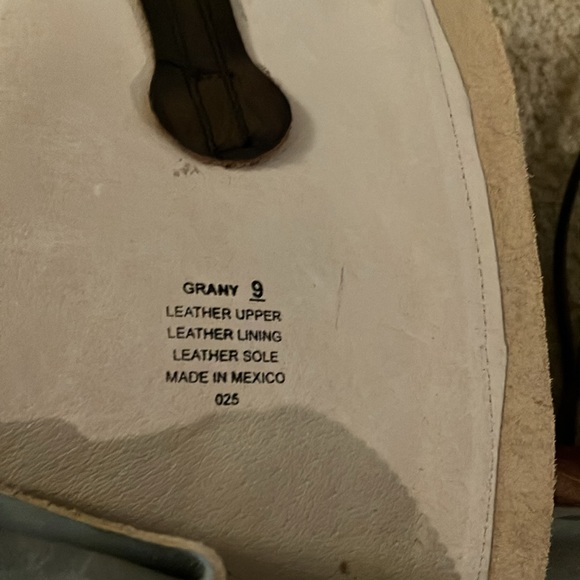 GRANY 9
LEATHER UPPER
LEATHER LINING
LEATHER SOLE
MADE IN MEXICO
025